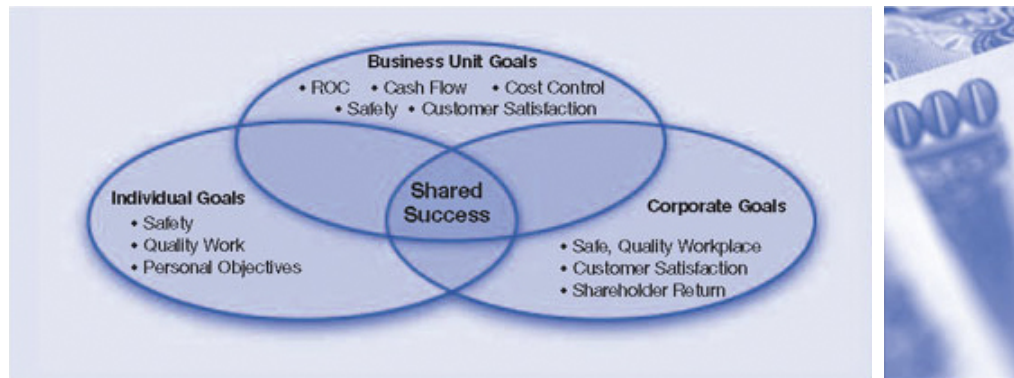 Business Unit Goals
• ROC • Cash Flow • Cost Control
• Safety • Customer Satisfaction
Individual Goals
• Safety
• Quality Work
• Personal Objectives
Shared
Success
Corporate Goals
• Safe, Quality Workplace
• Customer Satisfaction
• Shareholder Return